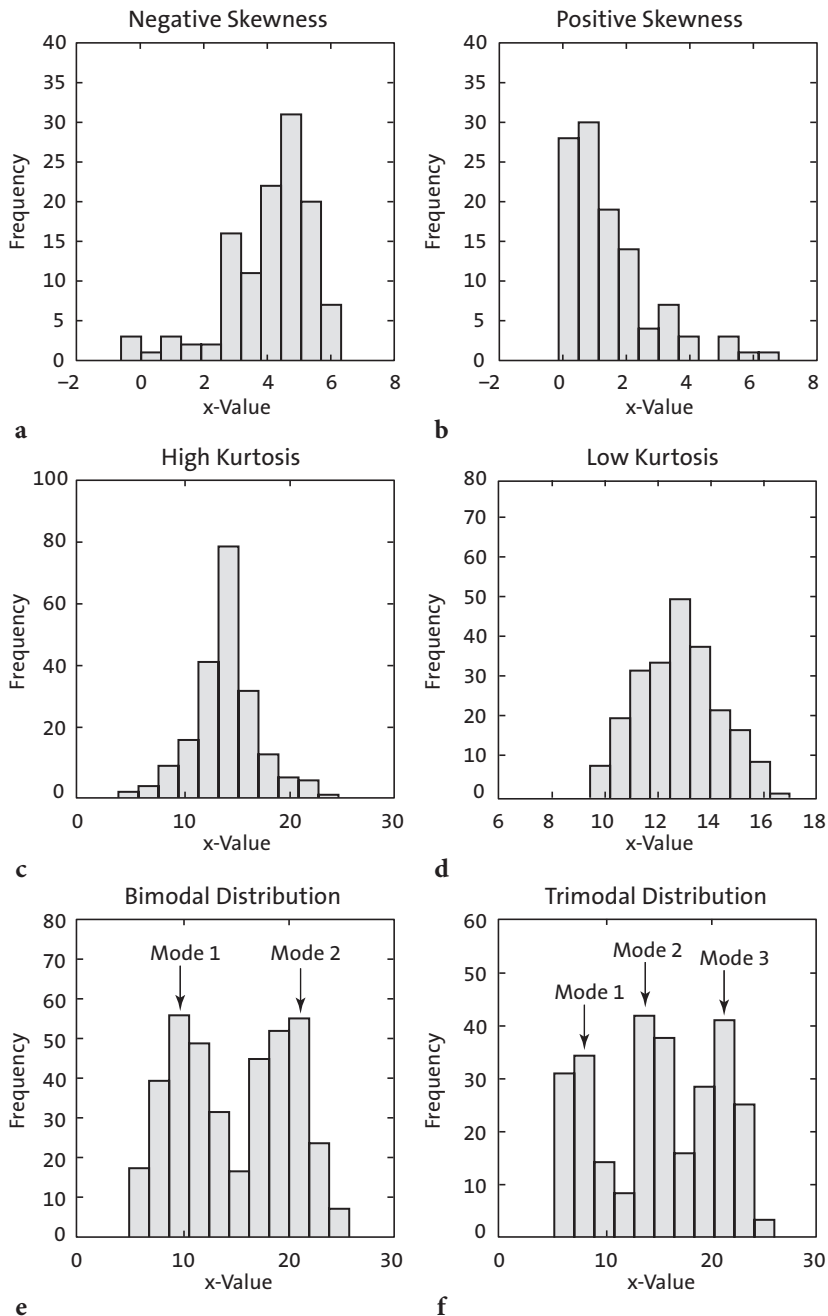 Negative Skewness
40
35
30
25
20
15
10
5
0
Frequency
−2 0 2 4 6 8
x-Value
a
Positive Skewness
40
35
30
25
20
15
10
5
0
Frequency
−2 0 2 4 6 8
x-Value
b
High Kurtosis
100
80
60
40
20
0
Frequency
0 10 20 30
x-Value
c
Low Kurtosis
80
70
60
50
40
30
20
10
0
Frequency
6 8 10 12 14 16 18
x-Value
d
Bimodal Distribution
80
70
60
50
40
30
20
10
0
Frequency
Mode 1 Mode 2
0 10 20 30
x-Value
e
Trimodal Distribution
60
50
40
30
20
10
0
Frequency
Mode 1
Mode 2
Mode 3
0 10 20 30
x-Value
f